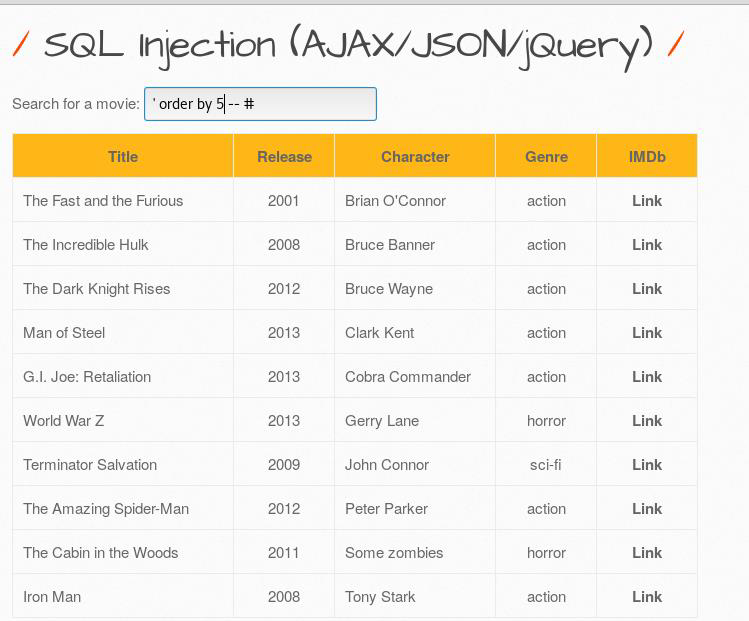 / SQL Injection (AJAX/JSON/jQuery) /
Search for a movie: ' order by 5-- #
Title Release Character Genre IMDb
The Fast and the Furious 2001 Brian O'Connor action Link
The Incredible Hulk 2008 Bruce Banner action Link
The Dark Knight Rises 2012 Bruce Wayne action Link
Man of Steel 2013 Clark Kent action Link
G.I. Joe: Retaliation 2013 Cobra Commander action Link
World War Z 2013 Gerry Lane horror Link
Terminator Salvation 2009 John Connor sci-fi Link
The Amazing Spider-Man 2012 Peter Parker action Link
The Cabin in the Woods 2011 Some zombies horror Link
Iron Man 2008 Tony Stark action Link